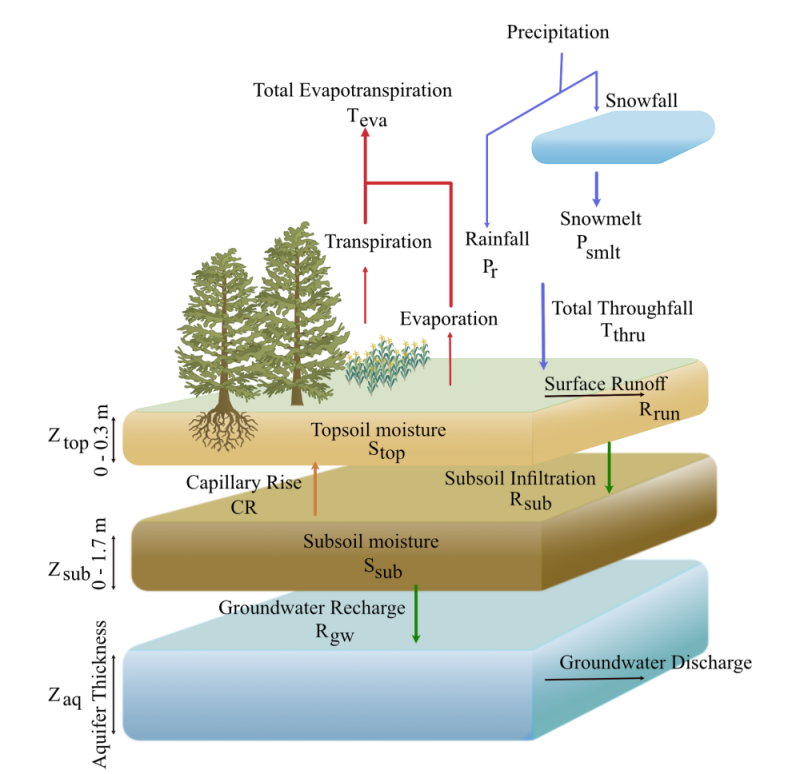 Precipitation
Total Evapotranspiration
Teva
Snowfall
Snowmelt
Psmlt
Transpiration
Rainfall
Pr
Evaporation
Total Throughfall
Tthru
Surface Runoff
Rrun
Ztop
0 - 0.3 m
Topsoil moisture
Stop
Capillary Rise
CR
Subsoil Infiltration
Rsub
Zsub
0 - 1.7 m
Subsoil moisture
Ssub
Groundwater Recharge
Rgw
Groundwater Discharge
Zaq
Aquifer Thickness